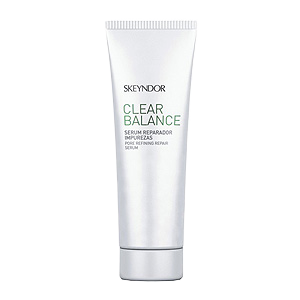 SKEYNDOR
CLEAR
BALANCE
SERUM REPARADOR
IMPUREZAS
PORE REFINING REPAIR
SERUM